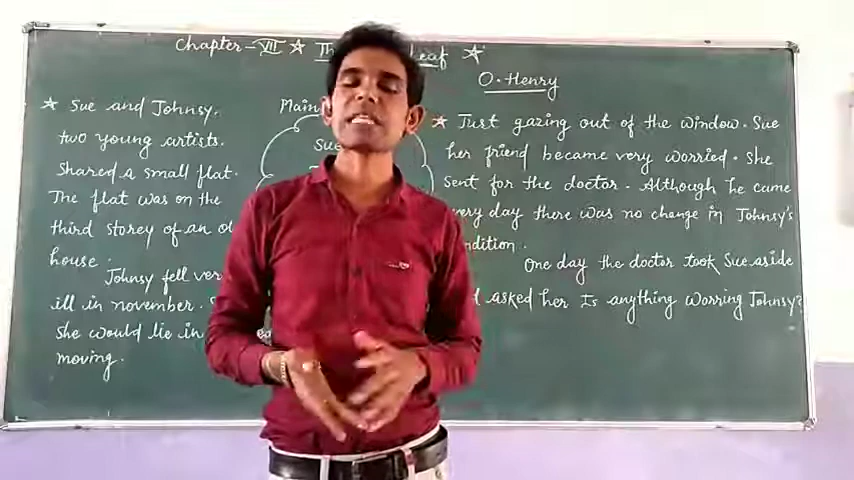 Chapter-VII ★ Th eaf ★
O. Henry
★ Sue and Johnsy,
two young artists.
Shared a small flat.
The flat was on the
third storey of an ol
house.
Johnsy fell ver
ill in november.
she would lie in
moving.
Main
Sue
★ Just gazing out of the window. Sue
her friend became very worried. She
sent for the doctor. Although he came
every day there was no change in Johnsy's
ndition.
One day the doctor took Sue aside
d asked her Is anything worring Johnsy?